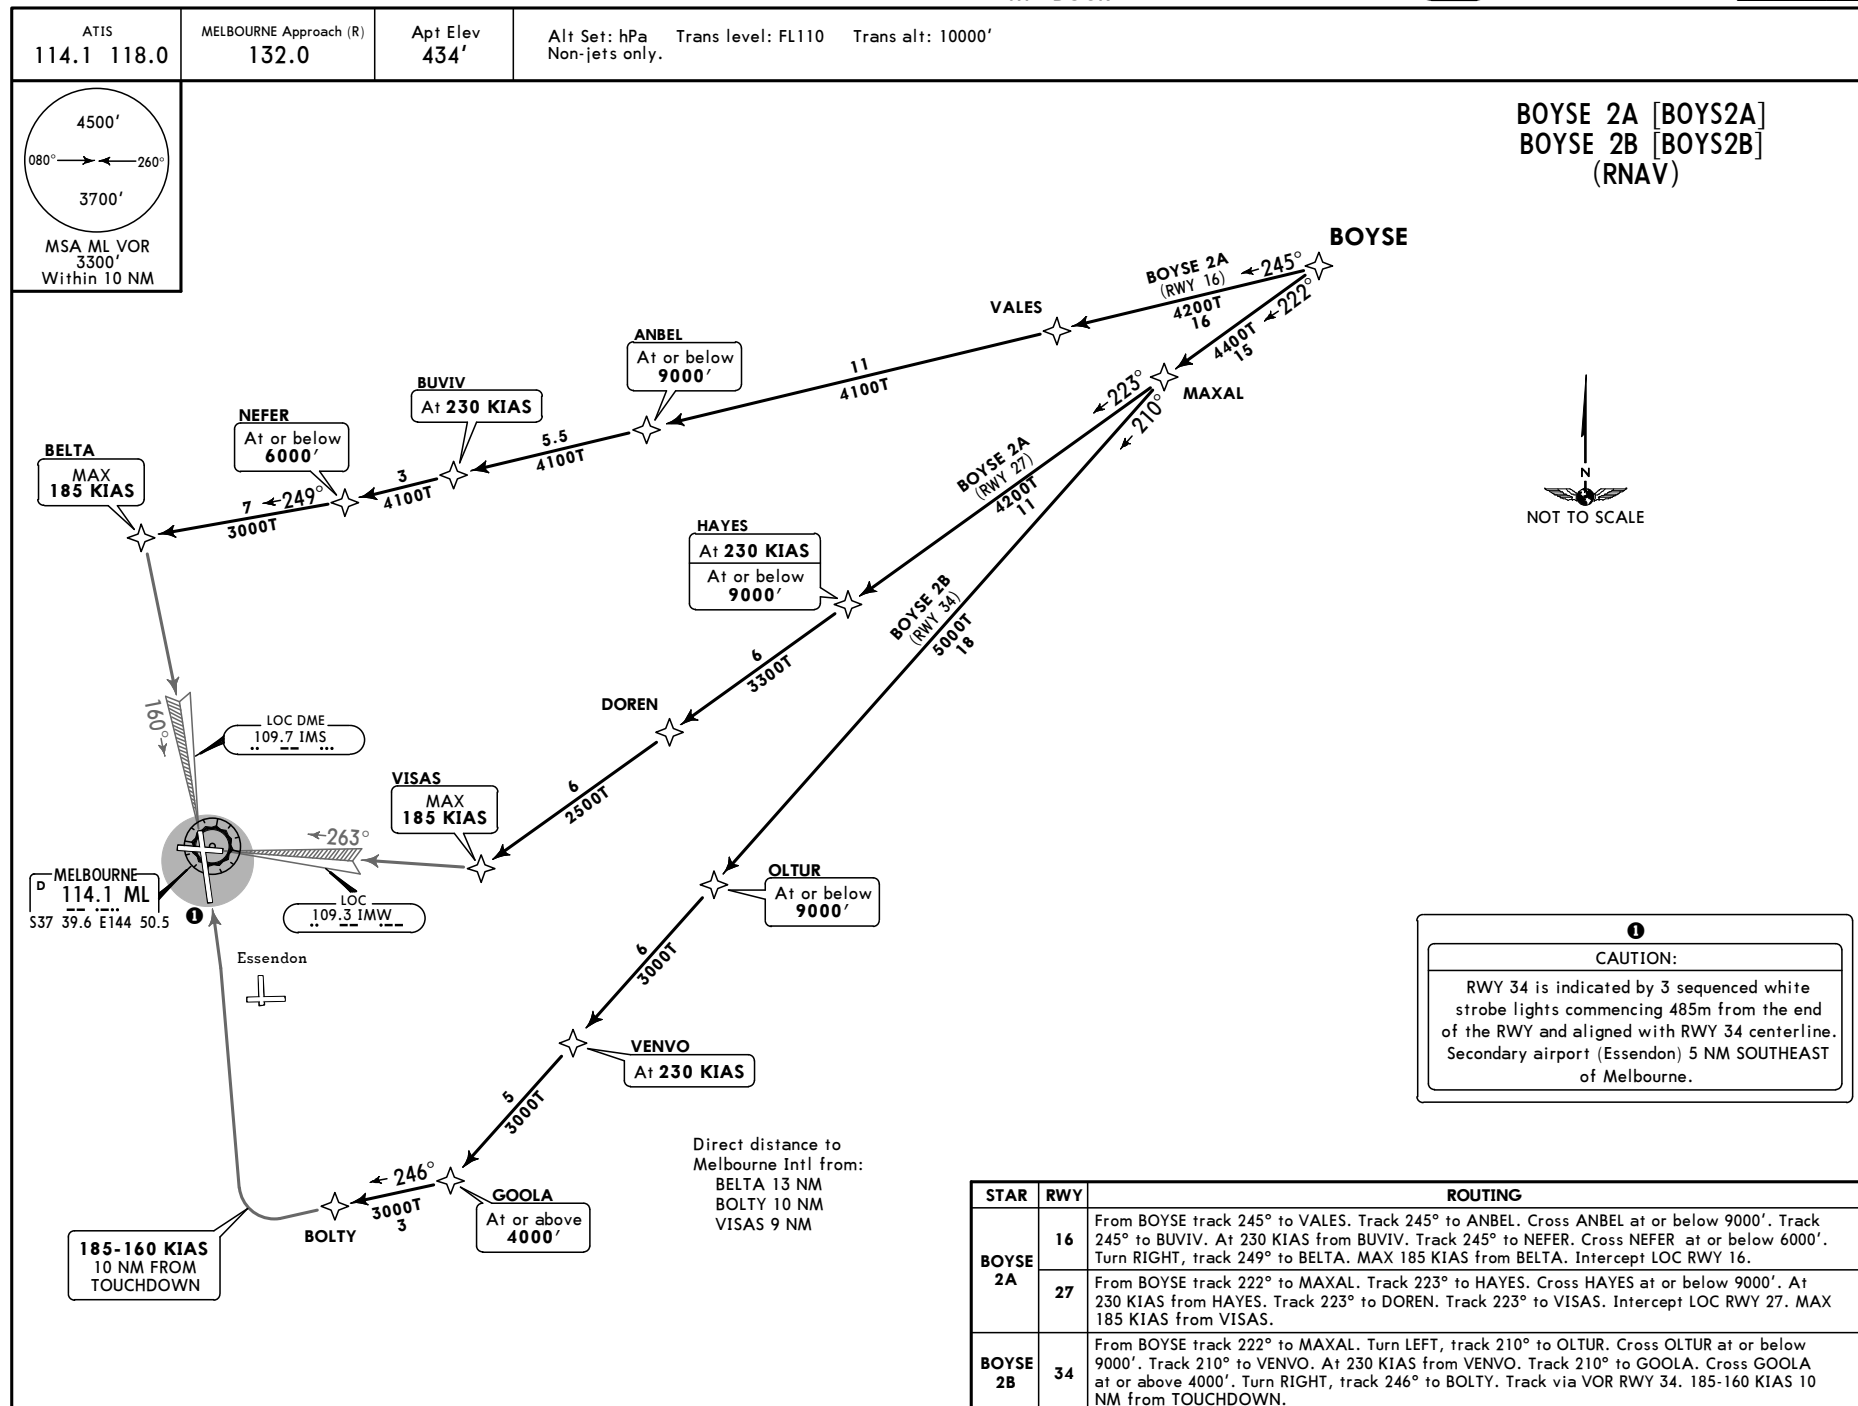 ATIS
114.1 118.0
MELBOURNE Approach (R)
132.0
Apt Elev
434'
Alt Set: hPa Trans level: FL110 Trans alt: 10000'
Non-jets only.
4500'
080° 260°
3700'
MSA ML VOR
3300'
Within 10 NM
BOYSE 2A [BOYS2A]
BOYSE 2B [BOYS2B]
(RNAV)
BOYSE
245°
BOYSE 2A
(RWY 16)
4200T
16
222°
4400T
15
VALES
MAXAL
11
4100T
ANBEL
At or below
9000'
5.5
4100T
BUVIV
At 230 KIAS
3
4100T
NEFER
At or below
6000'
249°
7
3000T
BELTA
MAX
185 KIAS
223°
210°
BOYSE 2A
(RWY 27)
4200T
11
HAYES
At 230 KIAS
At or below
9000'
BOYSE 2B
(RWY 34)
5000T
18
6
3300T
DOREN
6
2500T
VISAS
MAX
185 KIAS
N
NOT TO SCALE
160°
LOC DME
109.7 IMS
263°
LOC
109.3 IMW
MELBOURNE
D 114.1 ML
S37 39.6 E144 50.5
1
Essendon
OLTUR
At or below
9000'
6
3000T
VENVO
At 230 KIAS
5
3000T
246°
3000T
3
GOOLA
At or above
4000'
BOLTY
185-160 KIAS
10 NM FROM
TOUCHDOWN
Direct distance to
Melbourne Intl from:
BELTA 13 NM
BOLTY 10 NM
VISAS 9 NM
1
CAUTION:
RWY 34 is indicated by 3 sequenced white
strobe lights commencing 485m from the end
of the RWY and aligned with RWY 34 centerline.
Secondary airport (Essendon) 5 NM SOUTHEAST
of Melbourne.
STAR RWY ROUTING
BOYSE
2A
16
From BOYSE track 245° to VALES. Track 245° to ANBEL. Cross ANBEL at or below 9000'. Track
245° to BUVIV. At 230 KIAS from BUVIV. Track 245° to NEFER. Cross NEFER at or below 6000'.
Turn RIGHT, track 249° to BELTA. MAX 185 KIAS from BELTA. Intercept LOC RWY 16.
27
From BOYSE track 222° to MAXAL. Track 223° to HAYES. Cross HAYES at or below 9000'. At
230 KIAS from HAYES. Track 223° to DOREN. Track 223° to VISAS. Intercept LOC RWY 27. MAX
185 KIAS from VISAS.
BOYSE
2B
34
From BOYSE track 222° to MAXAL. Turn LEFT, track 210° to OLTUR. Cross OLTUR at or below
9000'. Track 210° to VENVO. At 230 KIAS from VENVO. Track 210° to GOOLA. Cross GOOLA
at or above 4000'. Turn RIGHT, track 246° to BOLTY. Track via VOR RWY 34. 185-160 KIAS 10
NM from TOUCHDOWN.